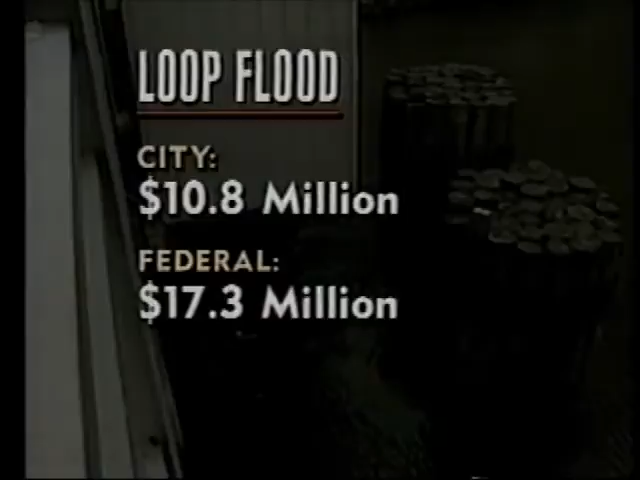 LOOP FLOOD
CITY:
$10.8 Million
FEDERAL:
$17.3 Million